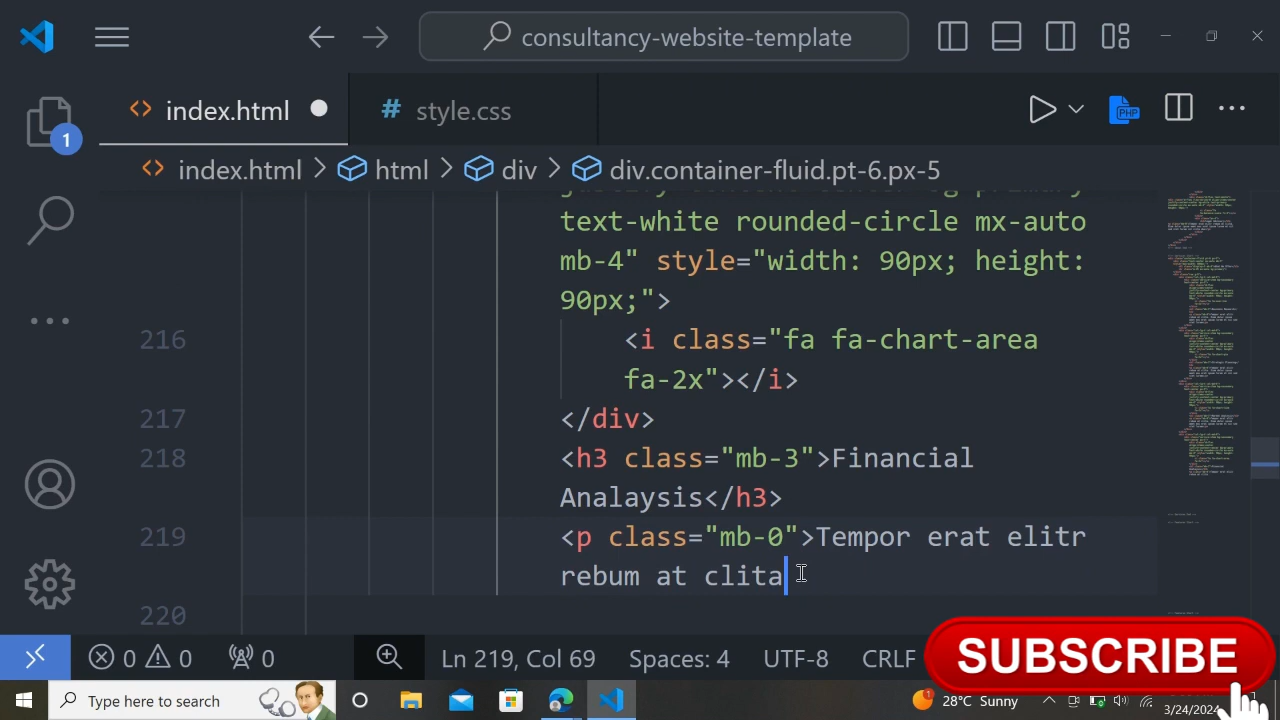 consultancy-website-template
index.html
# style.css
PHP
1
index.html > html > div > div.container-fluid.pt-6.px-5
text-white rounded-circle mx-auto
mb-4" style="width: 90px; height:
90px;">
216 <i class="fa fa-chart-area
fa-2x"></i>
217 </div>
218 <h3 class="mb-3">Financial
Analaysis</h3>
219 <p class="mb-0">Tempor erat elitr
rebum at clita
220
0 0 0 Ln 219, Col 69 Spaces: 4 UTF-8 CRLF
SUBSCRIBE
Type here to search
28°C Sunny
3/24/2024